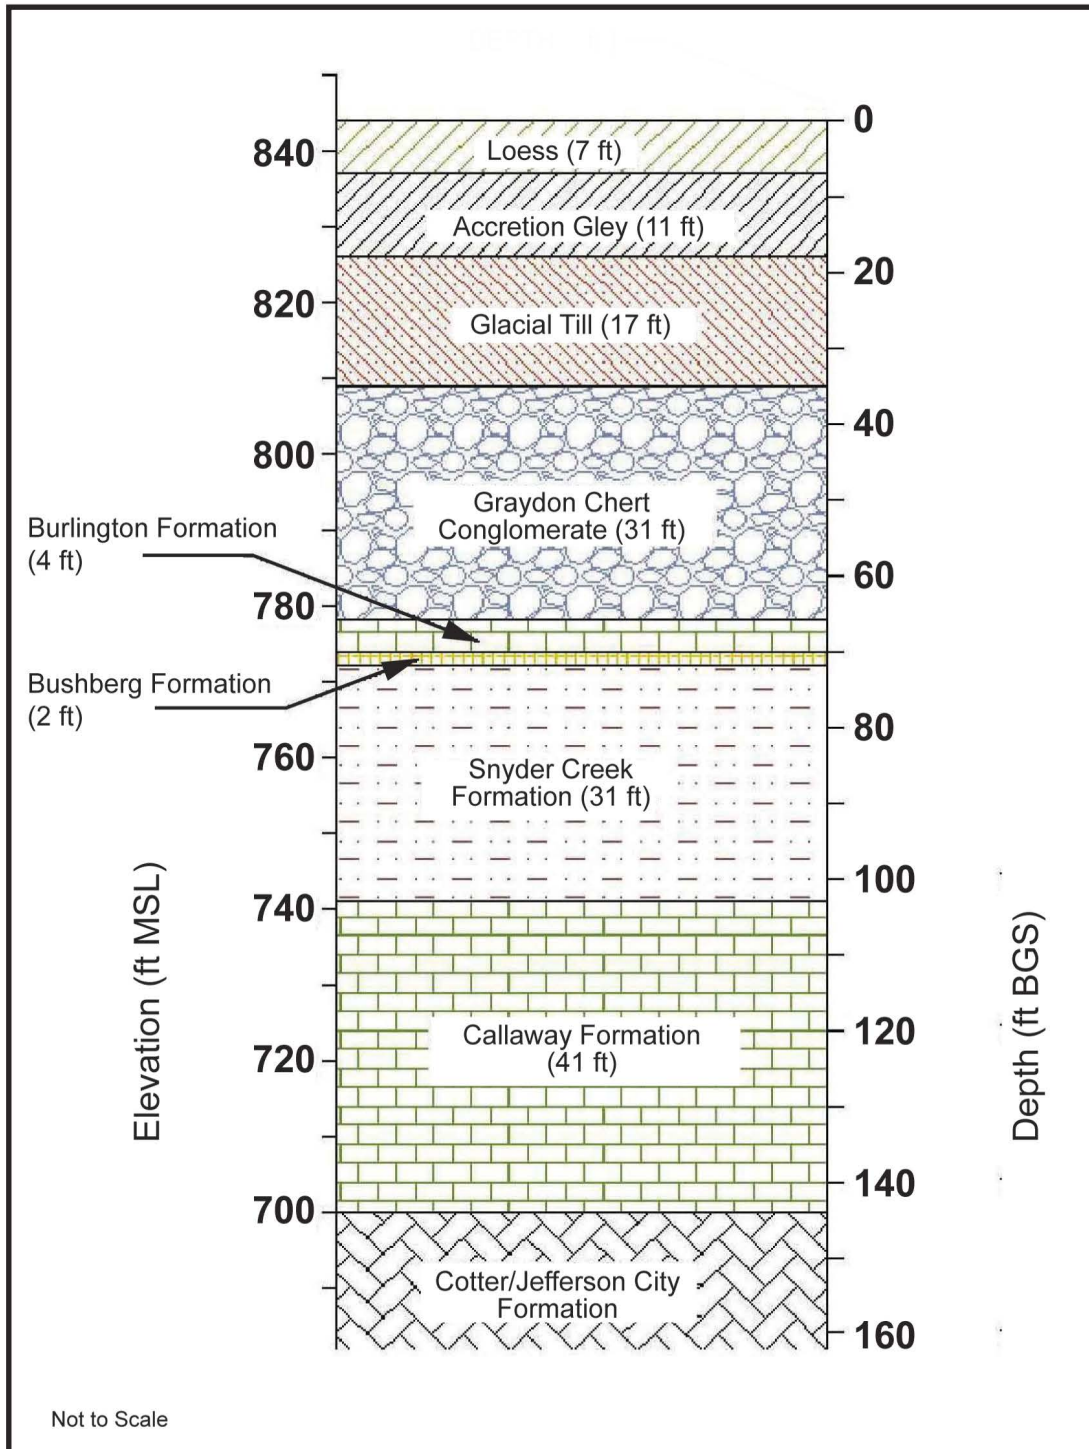 0
840
Loess (7 ft)
Accretion Gley (11 ft)
20
820
Glacial Till (17 ft)
40
800
Graydon Chert
Conglomerate (31 ft)
Burlington Formation
(4 ft)
60
780
Bushberg Formation
(2 ft)
80
760
Snyder Creek
Formation (31 ft)
100
740
Elevation (ft MSL)
Depth (ft BGS)
120
Callaway Formation
(41 ft)
720
140
700
Cotter/Jefferson City
Formation
160
Not to Scale